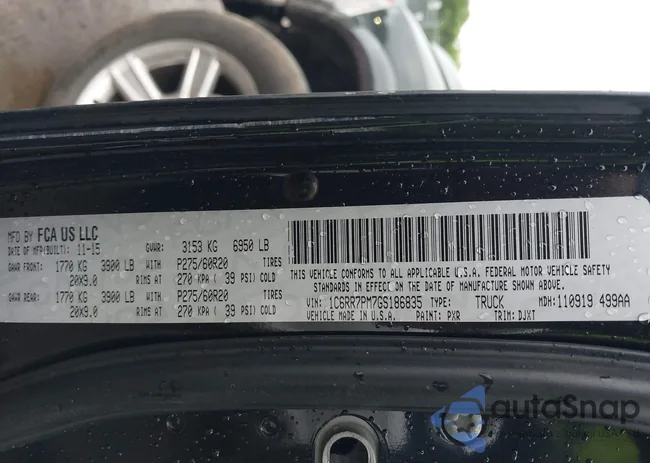 MFD BY FCA US LLC
DATE OF MFR(BUILT): 11-15
GVWR: 3153 KG 6950 LB
GAWR FRONT: 1770 KG 3900 LB WITH P275/60R20 TIRES
20X9.0 RIMS AT 270 KPA ( 39 PSI) COLD
GAWR REAR: 1770 KG 3900 LB WITH P275/60R20 TIRES
20X9.0 RIMS AT 270 KPA ( 39 PSI) COLD
THIS VEHICLE CONFORMS TO ALL APPLICABLE U.S.A. FEDERAL MOTOR VEHICLE SAFETY
STANDARDS IN EFFECT ON THE DATE OF MANUFACTURE SHOWN ABOVE.
VIN: 1C6RR7PM7GS186835 TYPE: TRUCK MDH: 110919 499AA
VEHICLE MADE IN U.S.A. PAINT: PXR TRIM: DJXT
autoSnap